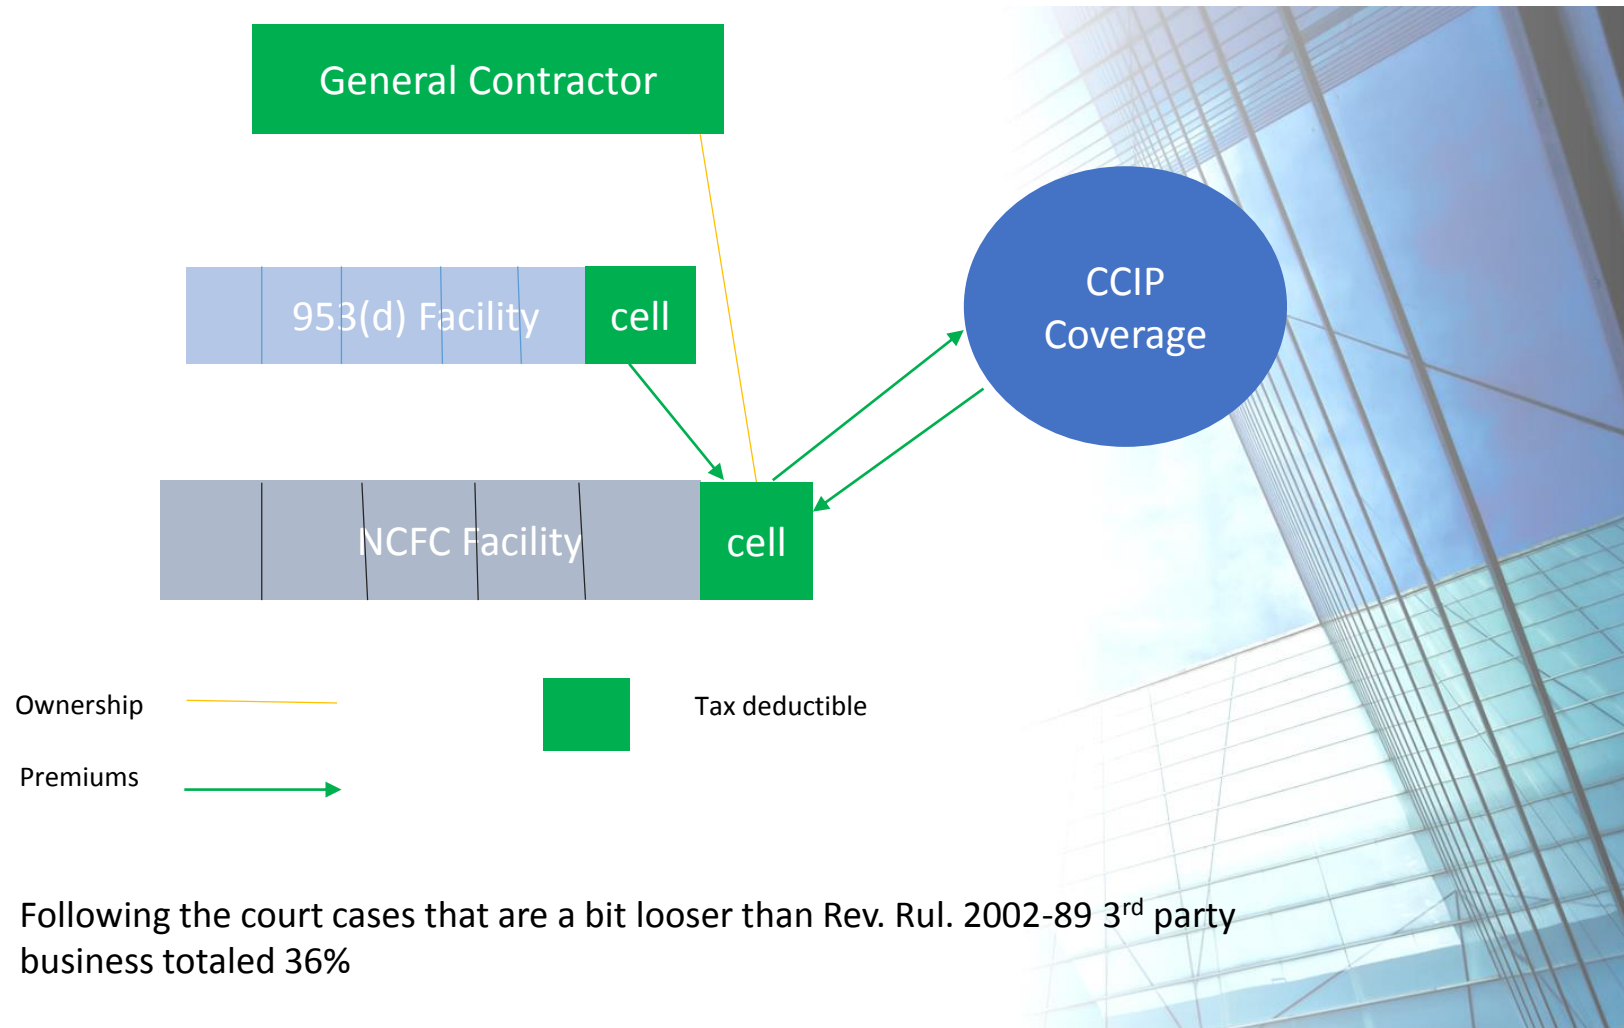 General Contractor
CCIP
Coverage
953(d) Facility
cell
NCFC Facility
cell
Ownership
Tax deductible
Premiums
Following the court cases that are a bit looser than Rev. Rul. 2002-89 3rd party
business totaled 36%